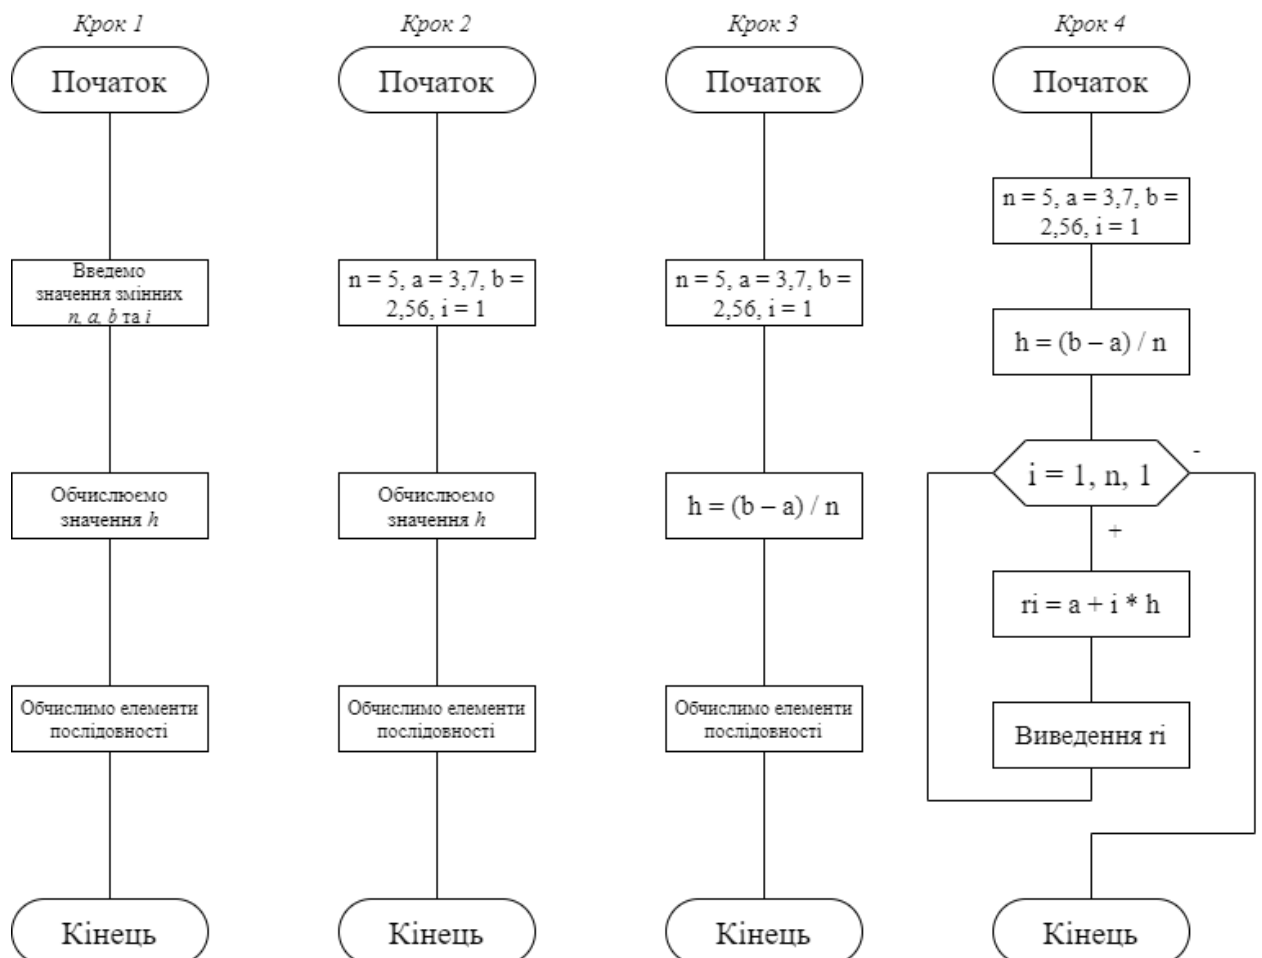 Крок 1
Початок
Введемо
значення змінних
n, a, b та i
Обчислюємо
значення h
Обчислимо елементи
послідовності
Кінець
Крок 2
Початок
n = 5, a = 3,7, b =
2,56, i = 1
Обчислюємо
значення h
Обчислимо елементи
послідовності
Кінець
Крок 3
Початок
n = 5, a = 3,7, b =
2,56, i = 1
h = (b – a) / n
Обчислимо елементи
послідовності
Кінець
Крок 4
Початок
n = 5, a = 3,7, b =
2,56, i = 1
h = (b – a) / n
i = 1, n, 1
-
+
ri = a + i * h
Виведення ri
Кінець